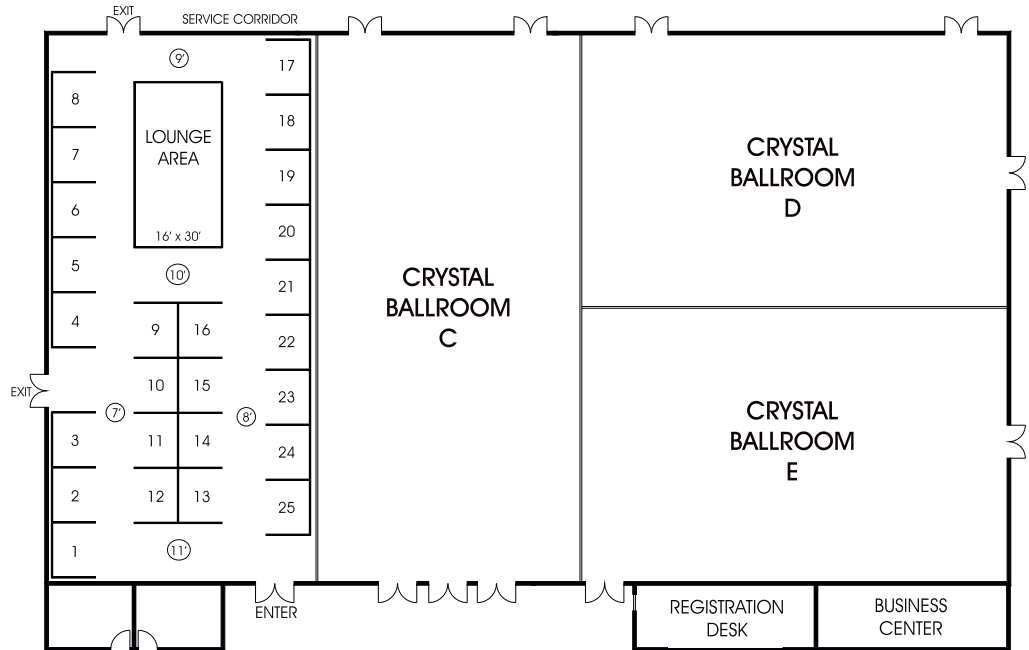 EXIT
SERVICE CORRIDOR
9'
17
8
LOUNGE
AREA
18
7
19
6
16' x 30'
20
5
10'
21
4
9
16
22
EXIT
10
15
23
7'
8'
3
11
14
24
2
12
13
25
1
11'
ENTER
CRYSTAL
BALLROOM
C
CRYSTAL
BALLROOM
D
CRYSTAL
BALLROOM
E
REGISTRATION
DESK
BUSINESS
CENTER